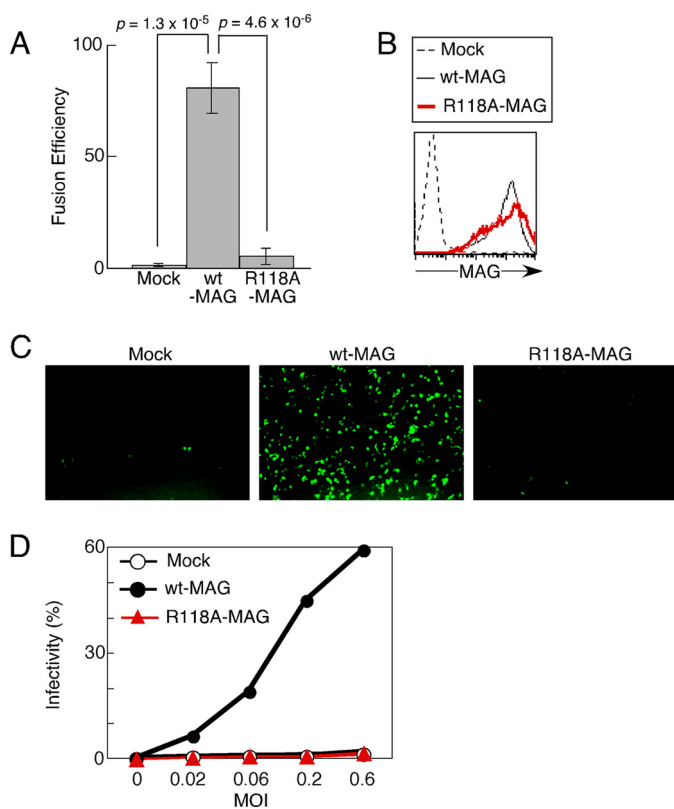 A
p = 1.3 x 10-5
p = 4.6 x 10-6
Fusion Efficiency
100
50
0
Mock
wt
-MAG
R118A
-MAG
B
Mock
wt-MAG
R118A-MAG
MAG
C
Mock
wt-MAG
R118A-MAG
D
Infectivity (%)
60
30
0
Mock
wt-MAG
R118A-MAG
0
0.02
0.06
0.2
0.6
MOI